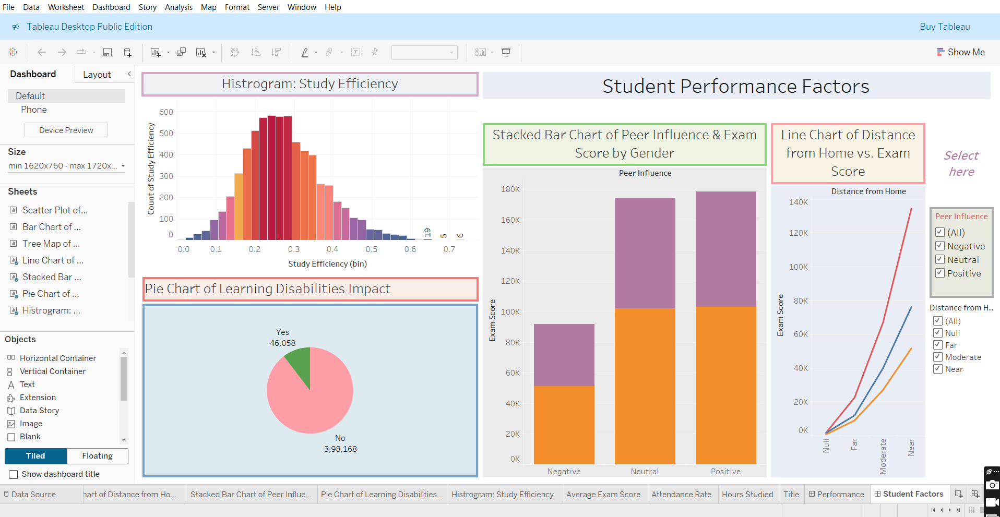 File Data Worksheet Dashboard Story Analysis Map Format Server Window Help
Tableau Desktop Public Edition
Buy Tableau
Show Me
Dashboard
Layout
Default
Phone
Device Preview
Size
min 1620x760 - max 1720x...
Sheets
Scatter Plot of...
Bar Chart of ...
Tree Map of ...
Line Chart of ...
Stacked Bar ...
Pie Chart of ...
Histrogram: ...
Objects
Horizontal Container
Vertical Container
Text
Extension
Data Story
Image
Blank
Tiled
Floating
Show dashboard title
Histrogram: Study Efficiency
Count of Study Efficiency
600
500
400
300
200
100
0
19
5
6
0.0 0.1 0.2 0.3 0.4 0.5 0.6 0.7
Study Efficiency (bin)
Pie Chart of Learning Disabilities Impact
Yes
46,058
No
3,98,168
Student Performance Factors
Stacked Bar Chart of Peer Influence & Exam
Score by Gender
Peer Influence
Exam Score
180K
160K
140K
120K
100K
80K
60K
40K
20K
0K
Negative Neutral Positive
Line Chart of Distance
from Home vs. Exam
Score
Distance from Home
Exam Score
140K
120K
100K
80K
60K
40K
20K
0K
Null
Far
Moderate
Near
Select
here
Peer Influence
(All)
Negative
Neutral
Positive
Distance from H..
(All)
Null
Far
Moderate
Near
Data Source
hart of Distance from Ho...
Stacked Bar Chart of Peer Influe...
Pie Chart of Learning Disabilities...
Histrogram: Study Efficiency
Average Exam Score
Attendance Rate
Hours Studied
Title
Performance
Student Factors